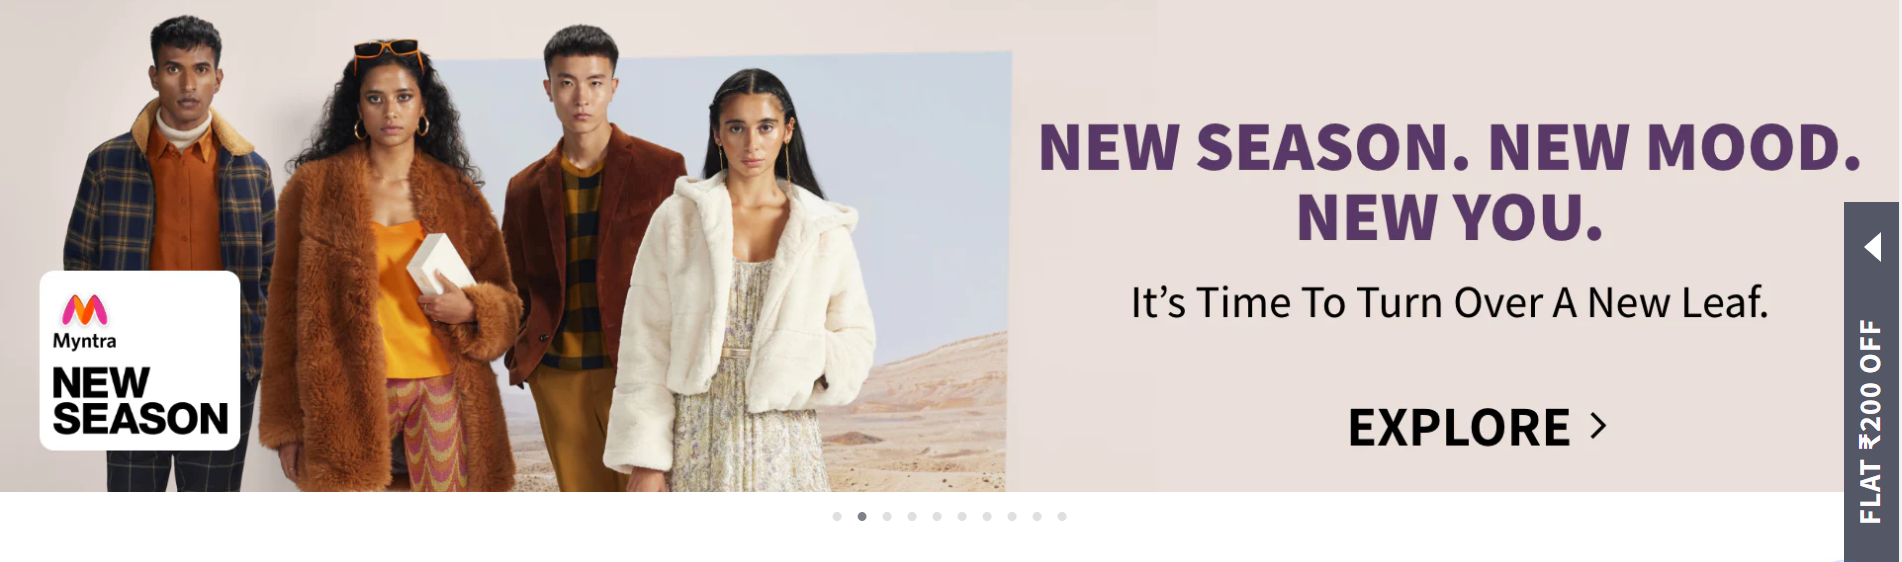 NEW SEASON. NEW MOOD.
NEW YOU.
It’s Time To Turn Over A New Leaf.
EXPLORE >
Myntra
NEW
SEASON
FLAT ₹200 OFF